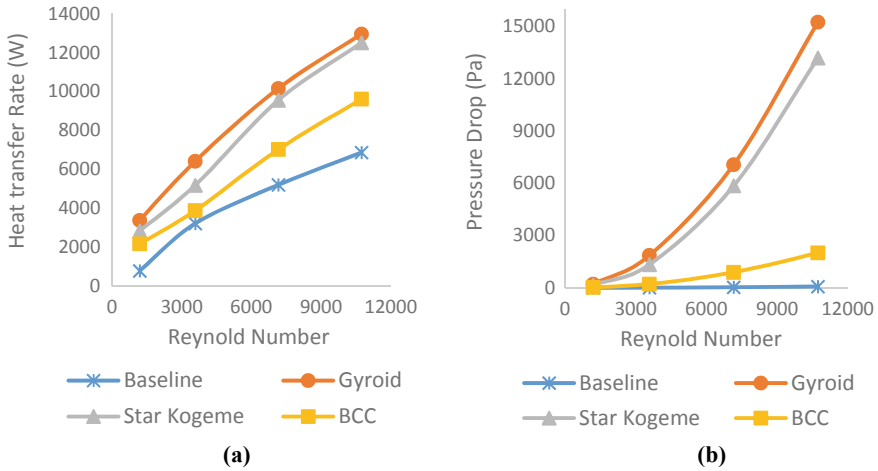 Heat transfer Rate (W)
14000
12000
10000
8000
6000
4000
2000
0
0 3000 6000 9000 12000
Reynold Number
Baseline Gyroid
Star Kogeme BCC
(a)
Pressure Drop (Pa)
15000
12000
9000
6000
3000
0
0 3000 6000 9000 12000
Reynold Number
Baseline Gyroid
Star Kogeme BCC
(b)